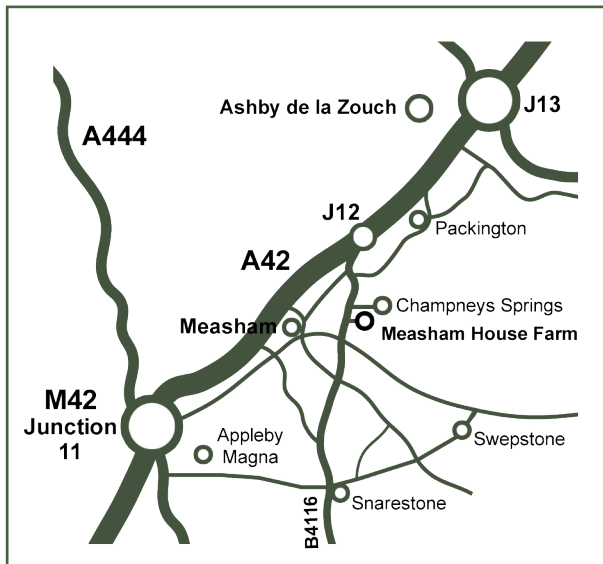 J13
Ashby de la Zouch
A444
J12
Packington
A42
Champneys Springs
Measham
Measham House Farm
M42
Junction
11
Appleby
Magna
Swepstone
Snarestone
B4116